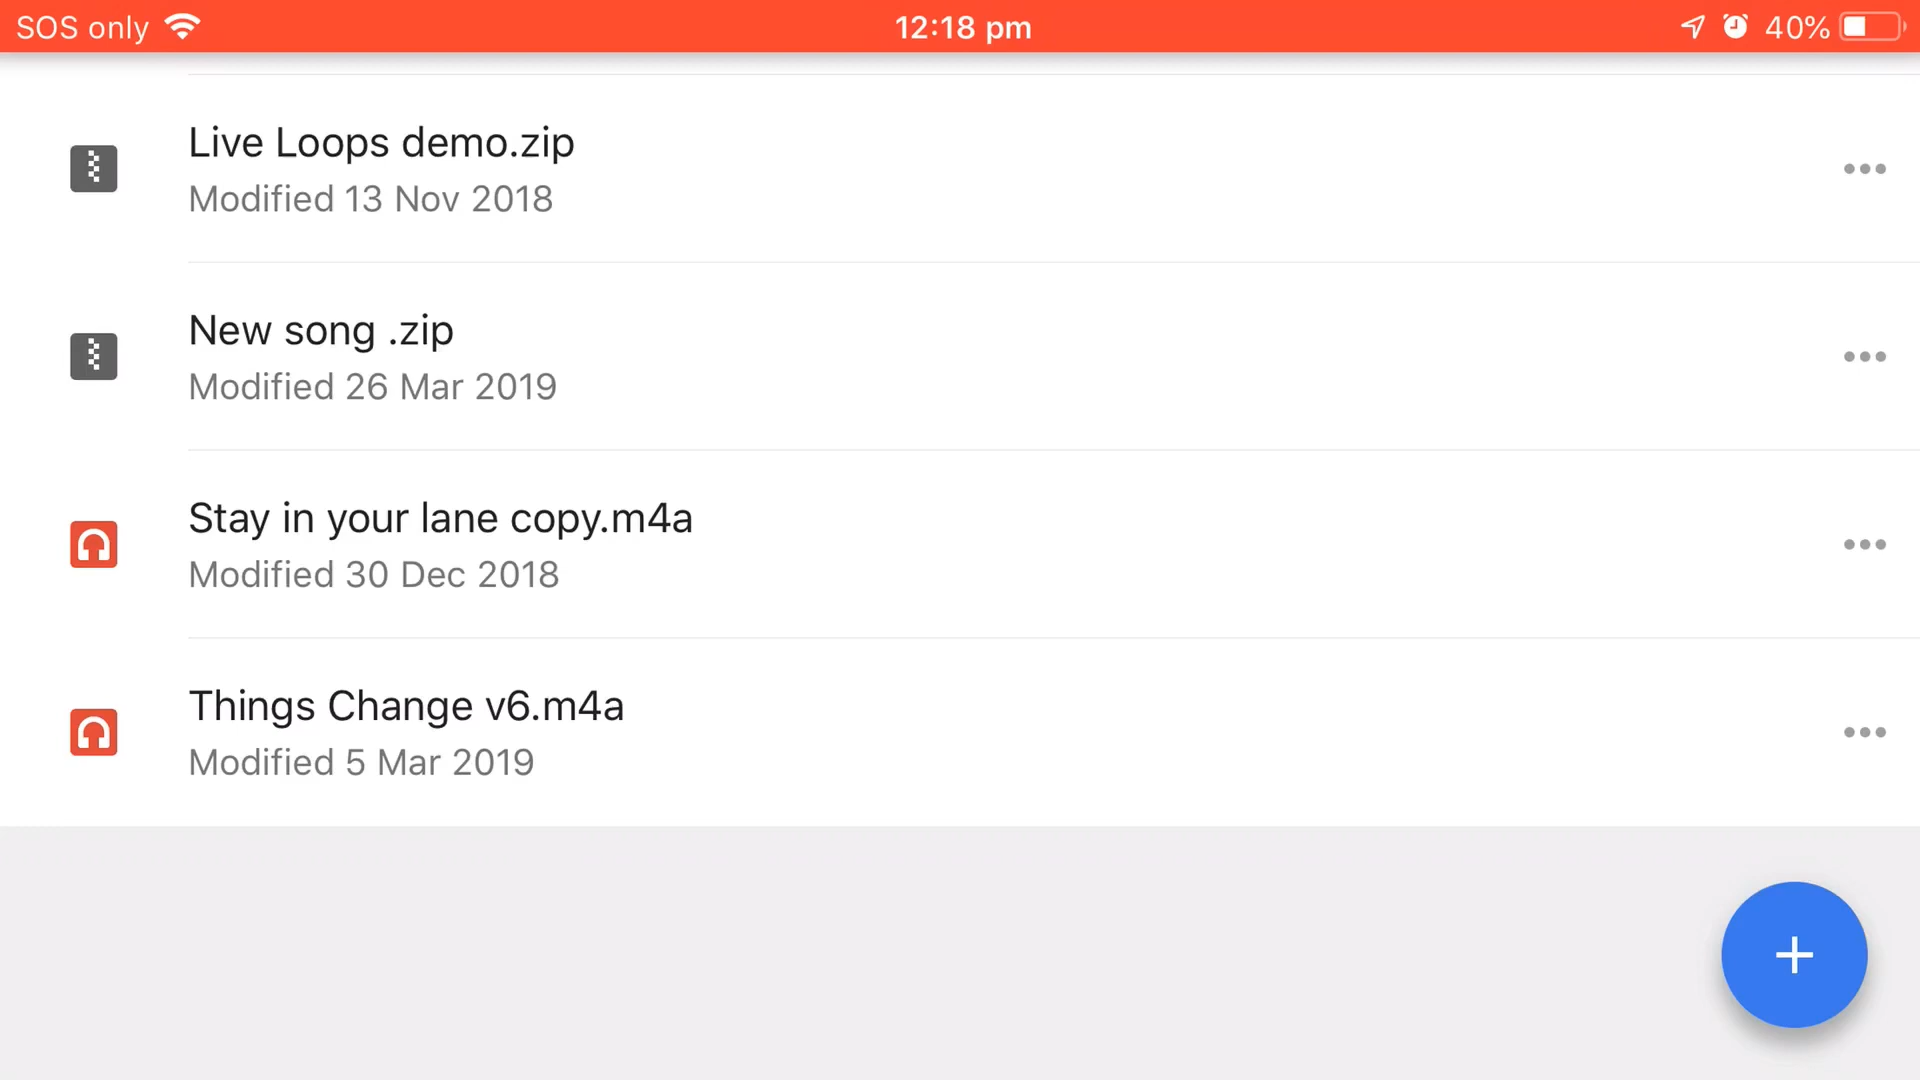 SOS only
12:18 pm
40%
Live Loops demo.zip
Modified 13 Nov 2018
New song .zip
Modified 26 Mar 2019
Stay in your lane copy.m4a
Modified 30 Dec 2018
Things Change v6.m4a
Modified 5 Mar 2019